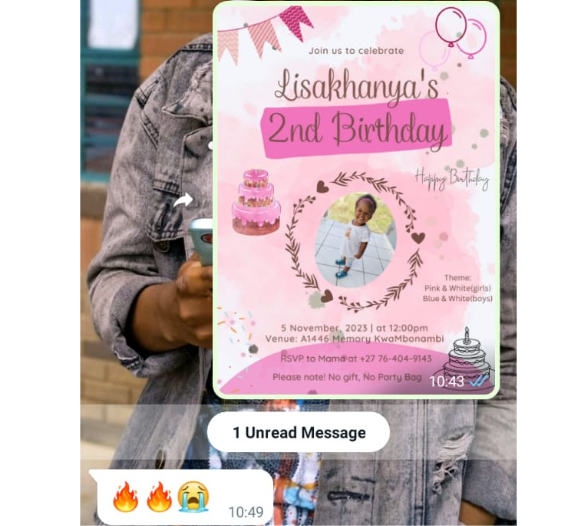 Join us to celebrate
Lisakhanya's
2nd Birthday
Happy Birthday
Theme:
Pink & White(girls)
Blue & White(boys)
5 November, 2023 | at 12:00pm
Venue: A1446 Memory KwaMbonambi
RSVP to Mama at +27 76-404-9143
Please note! No gift, No Party Bag
10:43
1 Unread Message
🔥🔥😭
10:49